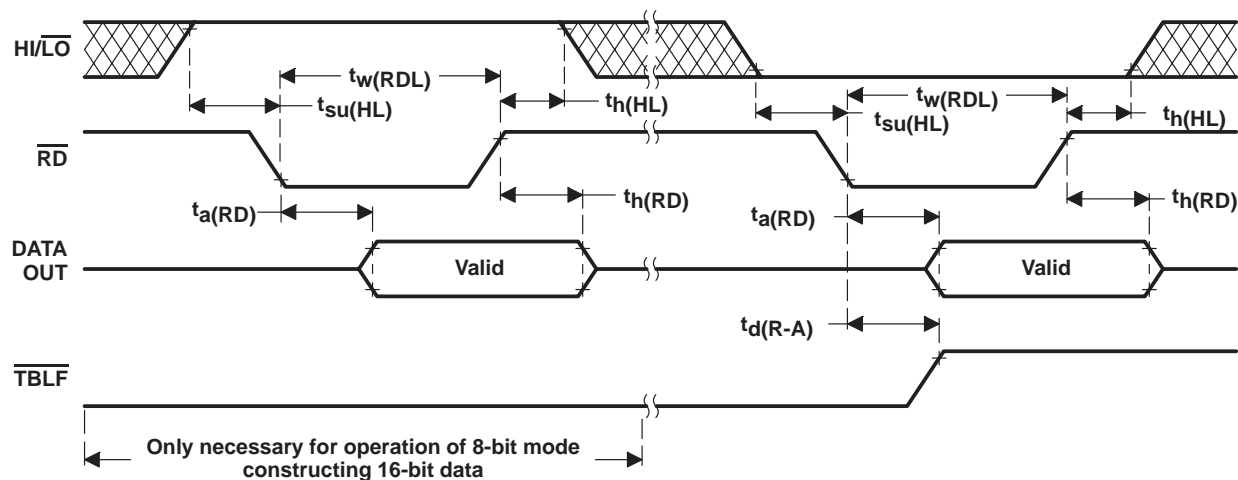 HI/LO
tw(RDL)
tsu(HL)
th(HL)
tw(RDL)
tsu(HL)
th(HL)
RD
ta(RD)
th(RD)
ta(RD)
th(RD)
DATA
OUT
Valid
Valid
td(R-A)
TBLF
Only necessary for operation of 8-bit mode
constructing 16-bit data